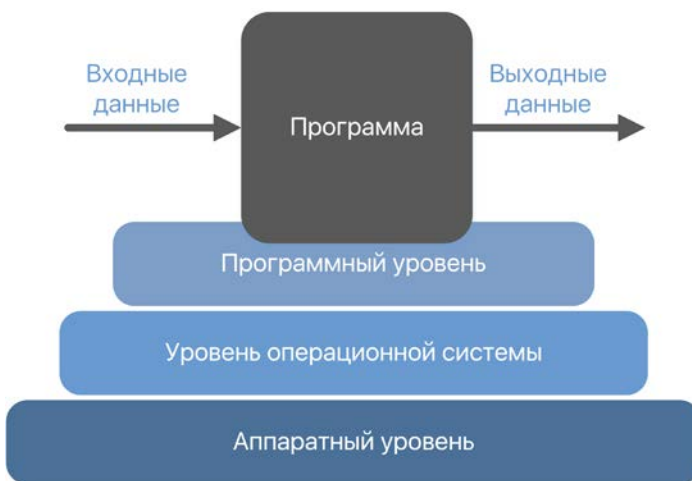 Входные
данные
Программа
Выходные
данные
Программный уровень
Уровень операционной системы
Аппаратный уровень